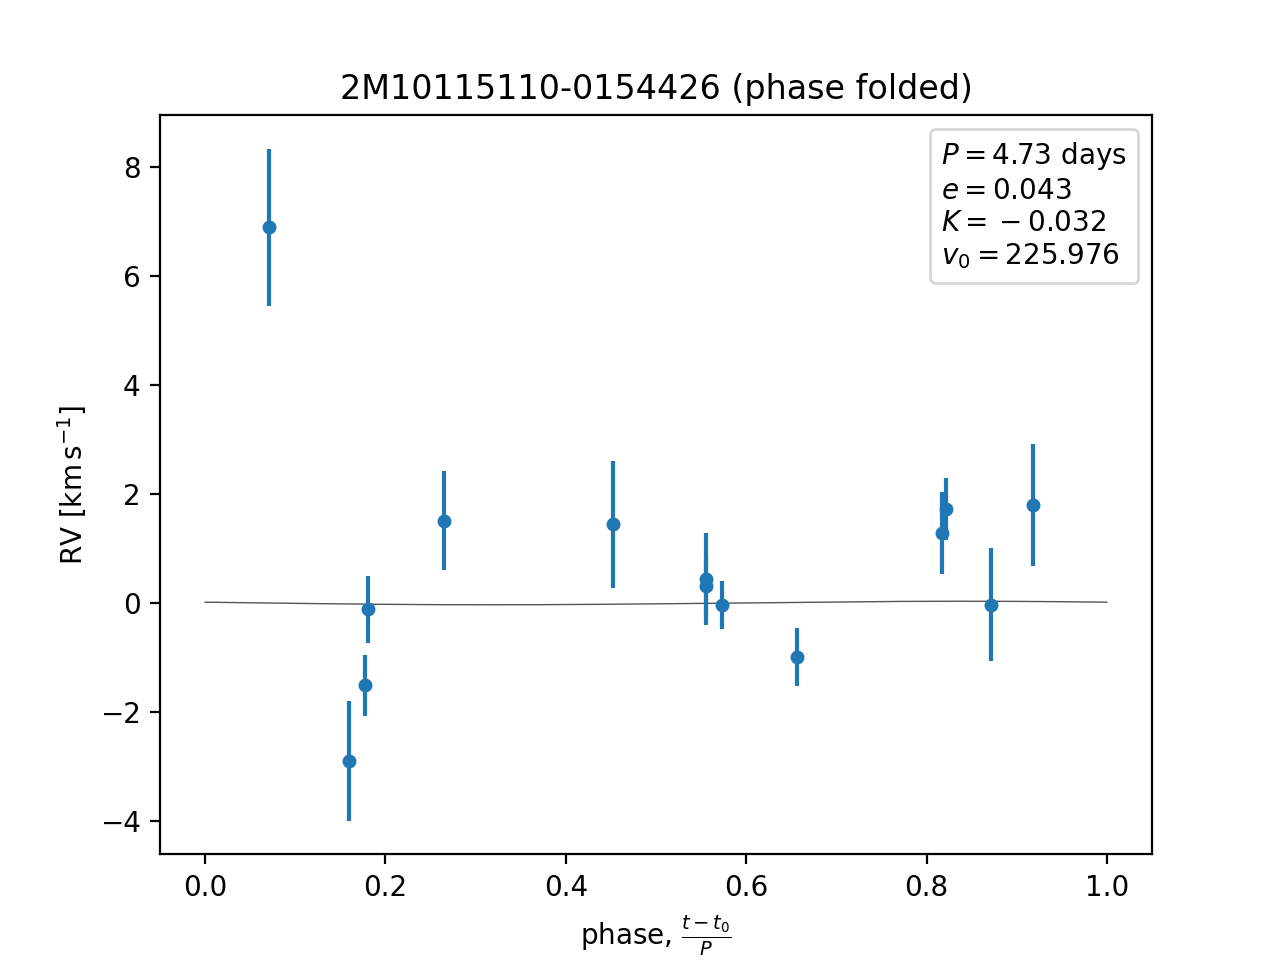 2M10115110-0154426 (phase folded)
P = 4.73 days
e = 0.043
K = −0.032
v₀ = 225.976
8
6
4
2
0
−2
−4
RV [km s⁻¹]
0.0 0.2 0.4 0.6 0.8 1.0
phase, (t − t₀)/P